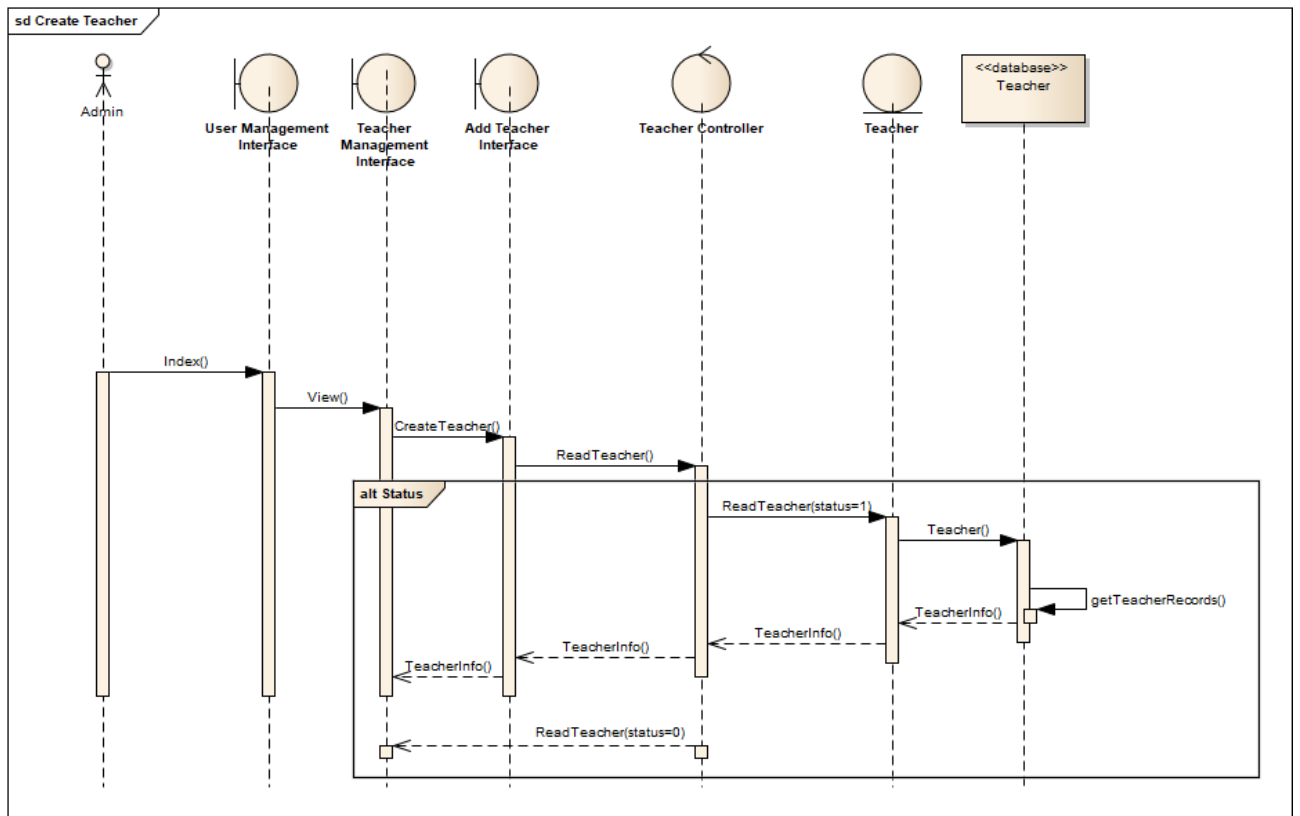 sd Create Teacher
Admin
User Management
Interface
Teacher
Management
Interface
Add Teacher
Interface
Teacher Controller
Teacher
<<database>>
Teacher
Index()
View()
CreateTeacher()
ReadTeacher()
alt Status
ReadTeacher(status=1)
Teacher()
getTeacherRecords()
TeacherInfo()
TeacherInfo()
TeacherInfo()
TeacherInfo()
ReadTeacher(status=0)